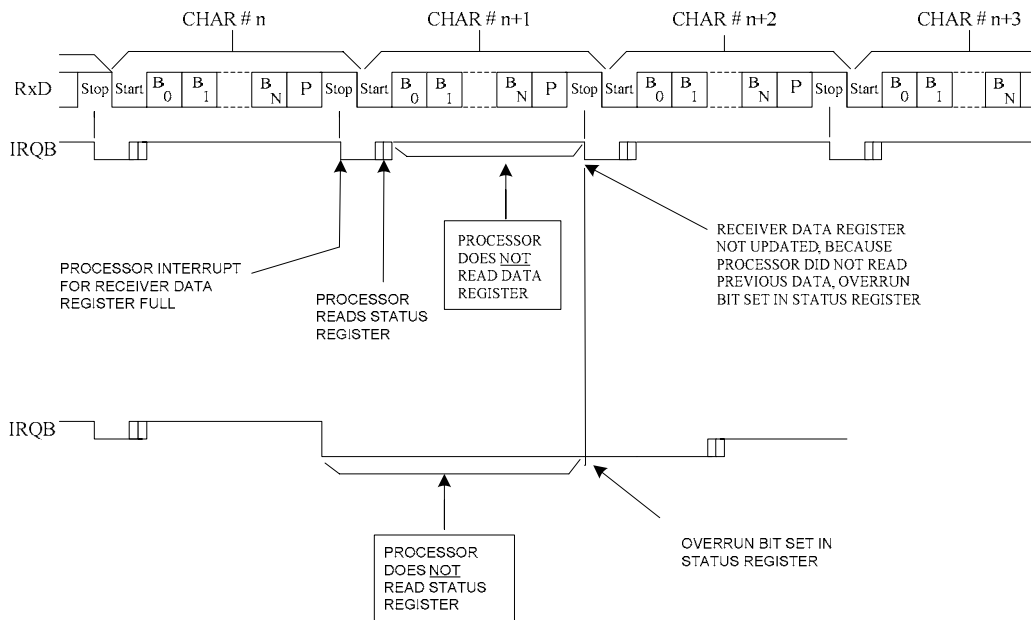 CHAR # n CHAR # n+1 CHAR # n+2 CHAR # n+3
RxD Stop Start B0 B1 BN P Stop Start B0 B1 BN P Stop Start B0 B1 BN P Stop Start B0 B1 BN
IRQB
PROCESSOR INTERRUPT
FOR RECEIVER DATA
REGISTER FULL
PROCESSOR
READS STATUS
REGISTER
PROCESSOR
DOES NOT
READ DATA
REGISTER
RECEIVER DATA REGISTER
NOT UPDATED, BECAUSE
PROCESSOR DID NOT READ
PREVIOUS DATA, OVERRUN
BIT SET IN STATUS REGISTER
IRQB
PROCESSOR
DOES NOT
READ STATUS
REGISTER
OVERRUN BIT SET IN
STATUS REGISTER